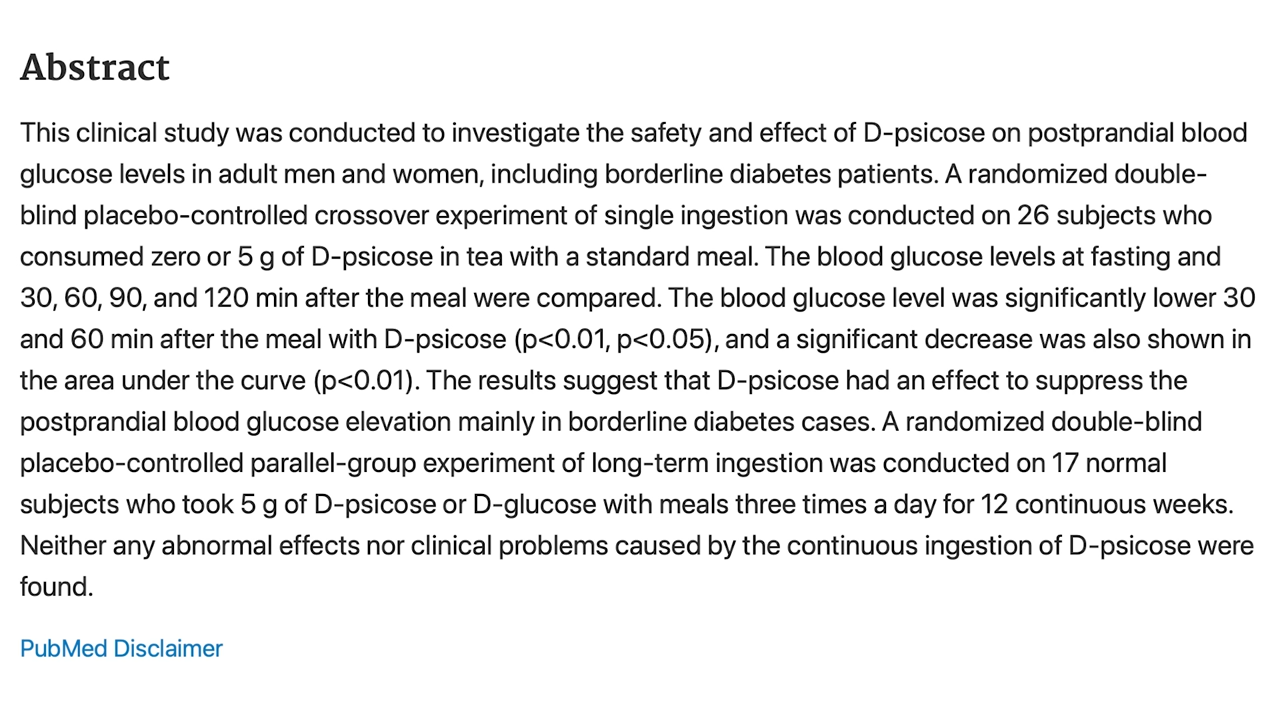 Abstract
This clinical study was conducted to investigate the safety and effect of D-psicose on postprandial blood
glucose levels in adult men and women, including borderline diabetes patients. A randomized double-
blind placebo-controlled crossover experiment of single ingestion was conducted on 26 subjects who
consumed zero or 5 g of D-psicose in tea with a standard meal. The blood glucose levels at fasting and
30, 60, 90, and 120 min after the meal were compared. The blood glucose level was significantly lower 30
and 60 min after the meal with D-psicose (p<0.01, p<0.05), and a significant decrease was also shown in
the area under the curve (p<0.01). The results suggest that D-psicose had an effect to suppress the
postprandial blood glucose elevation mainly in borderline diabetes cases. A randomized double-blind
placebo-controlled parallel-group experiment of long-term ingestion was conducted on 17 normal
subjects who took 5 g of D-psicose or D-glucose with meals three times a day for 12 continuous weeks.
Neither any abnormal effects nor clinical problems caused by the continuous ingestion of D-psicose were
found.
PubMed Disclaimer